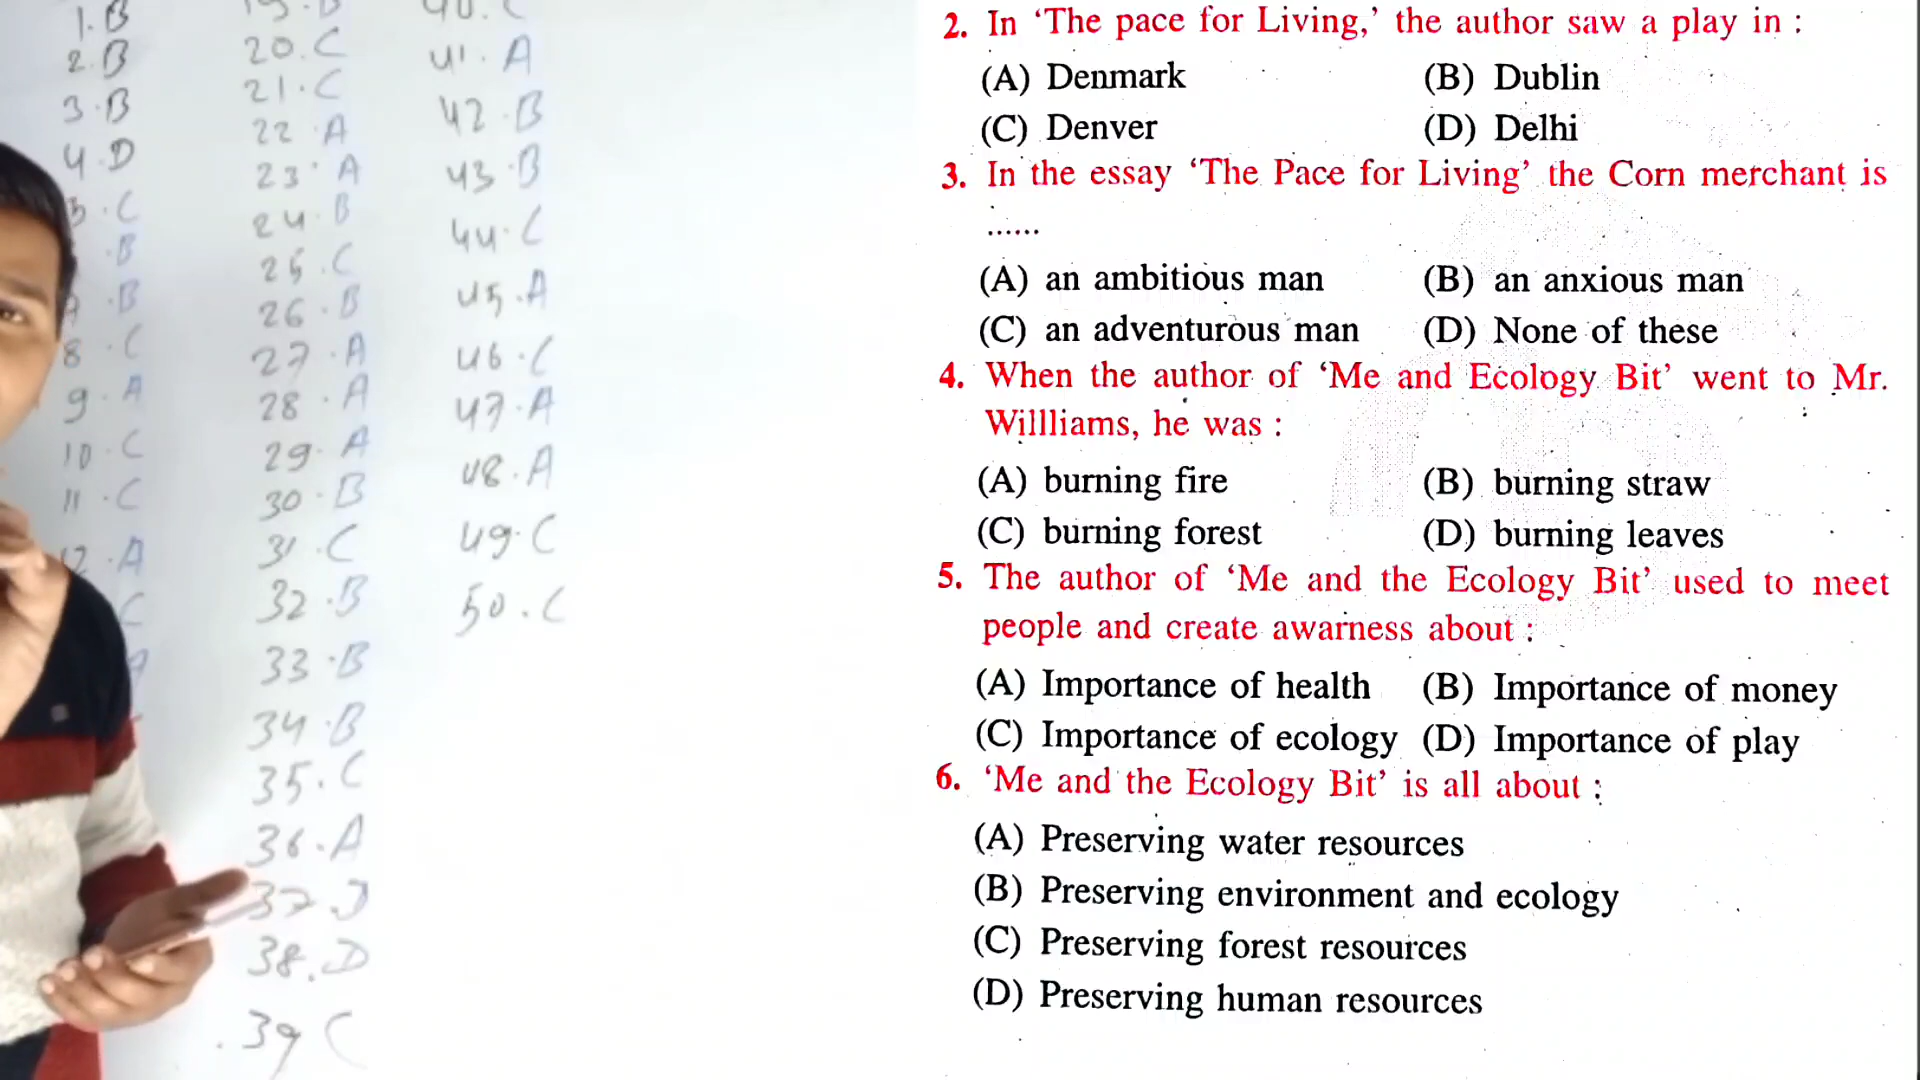 1. B
2. B
3. B
4. D
5. C
. B
7. B
8. C
9. A
10. C
11. C
12. A
C
A
19. B
20. C
21. C
22. A
23. A
24. B
25. C
26. B
27. A
28. A
29. A
30. B
31. C
32. B
33. B
34. B
35. C
36. A
37. D
38. D
39 C
40. C
41. A
42. B
43. B
44. C
45. A
46. C
47. A
48. A
49. C
50. C
2. In ‘The pace for Living,’ the author saw a play in :
(A) Denmark (B) Dublin
(C) Denver (D) Delhi
3. In the essay ‘The Pace for Living’ the Corn merchant is
......
(A) an ambitious man (B) an anxious man
(C) an adventurous man (D) None of these
4. When the author of ‘Me and Ecology Bit’ went to Mr.
Willliams, he was :
(A) burning fire (B) burning straw
(C) burning forest (D) burning leaves
5. The author of ‘Me and the Ecology Bit’ used to meet
people and create awarness about :
(A) Importance of health (B) Importance of money
(C) Importance of ecology (D) Importance of play
6. ‘Me and the Ecology Bit’ is all about :
(A) Preserving water resources
(B) Preserving environment and ecology
(C) Preserving forest resources
(D) Preserving human resources